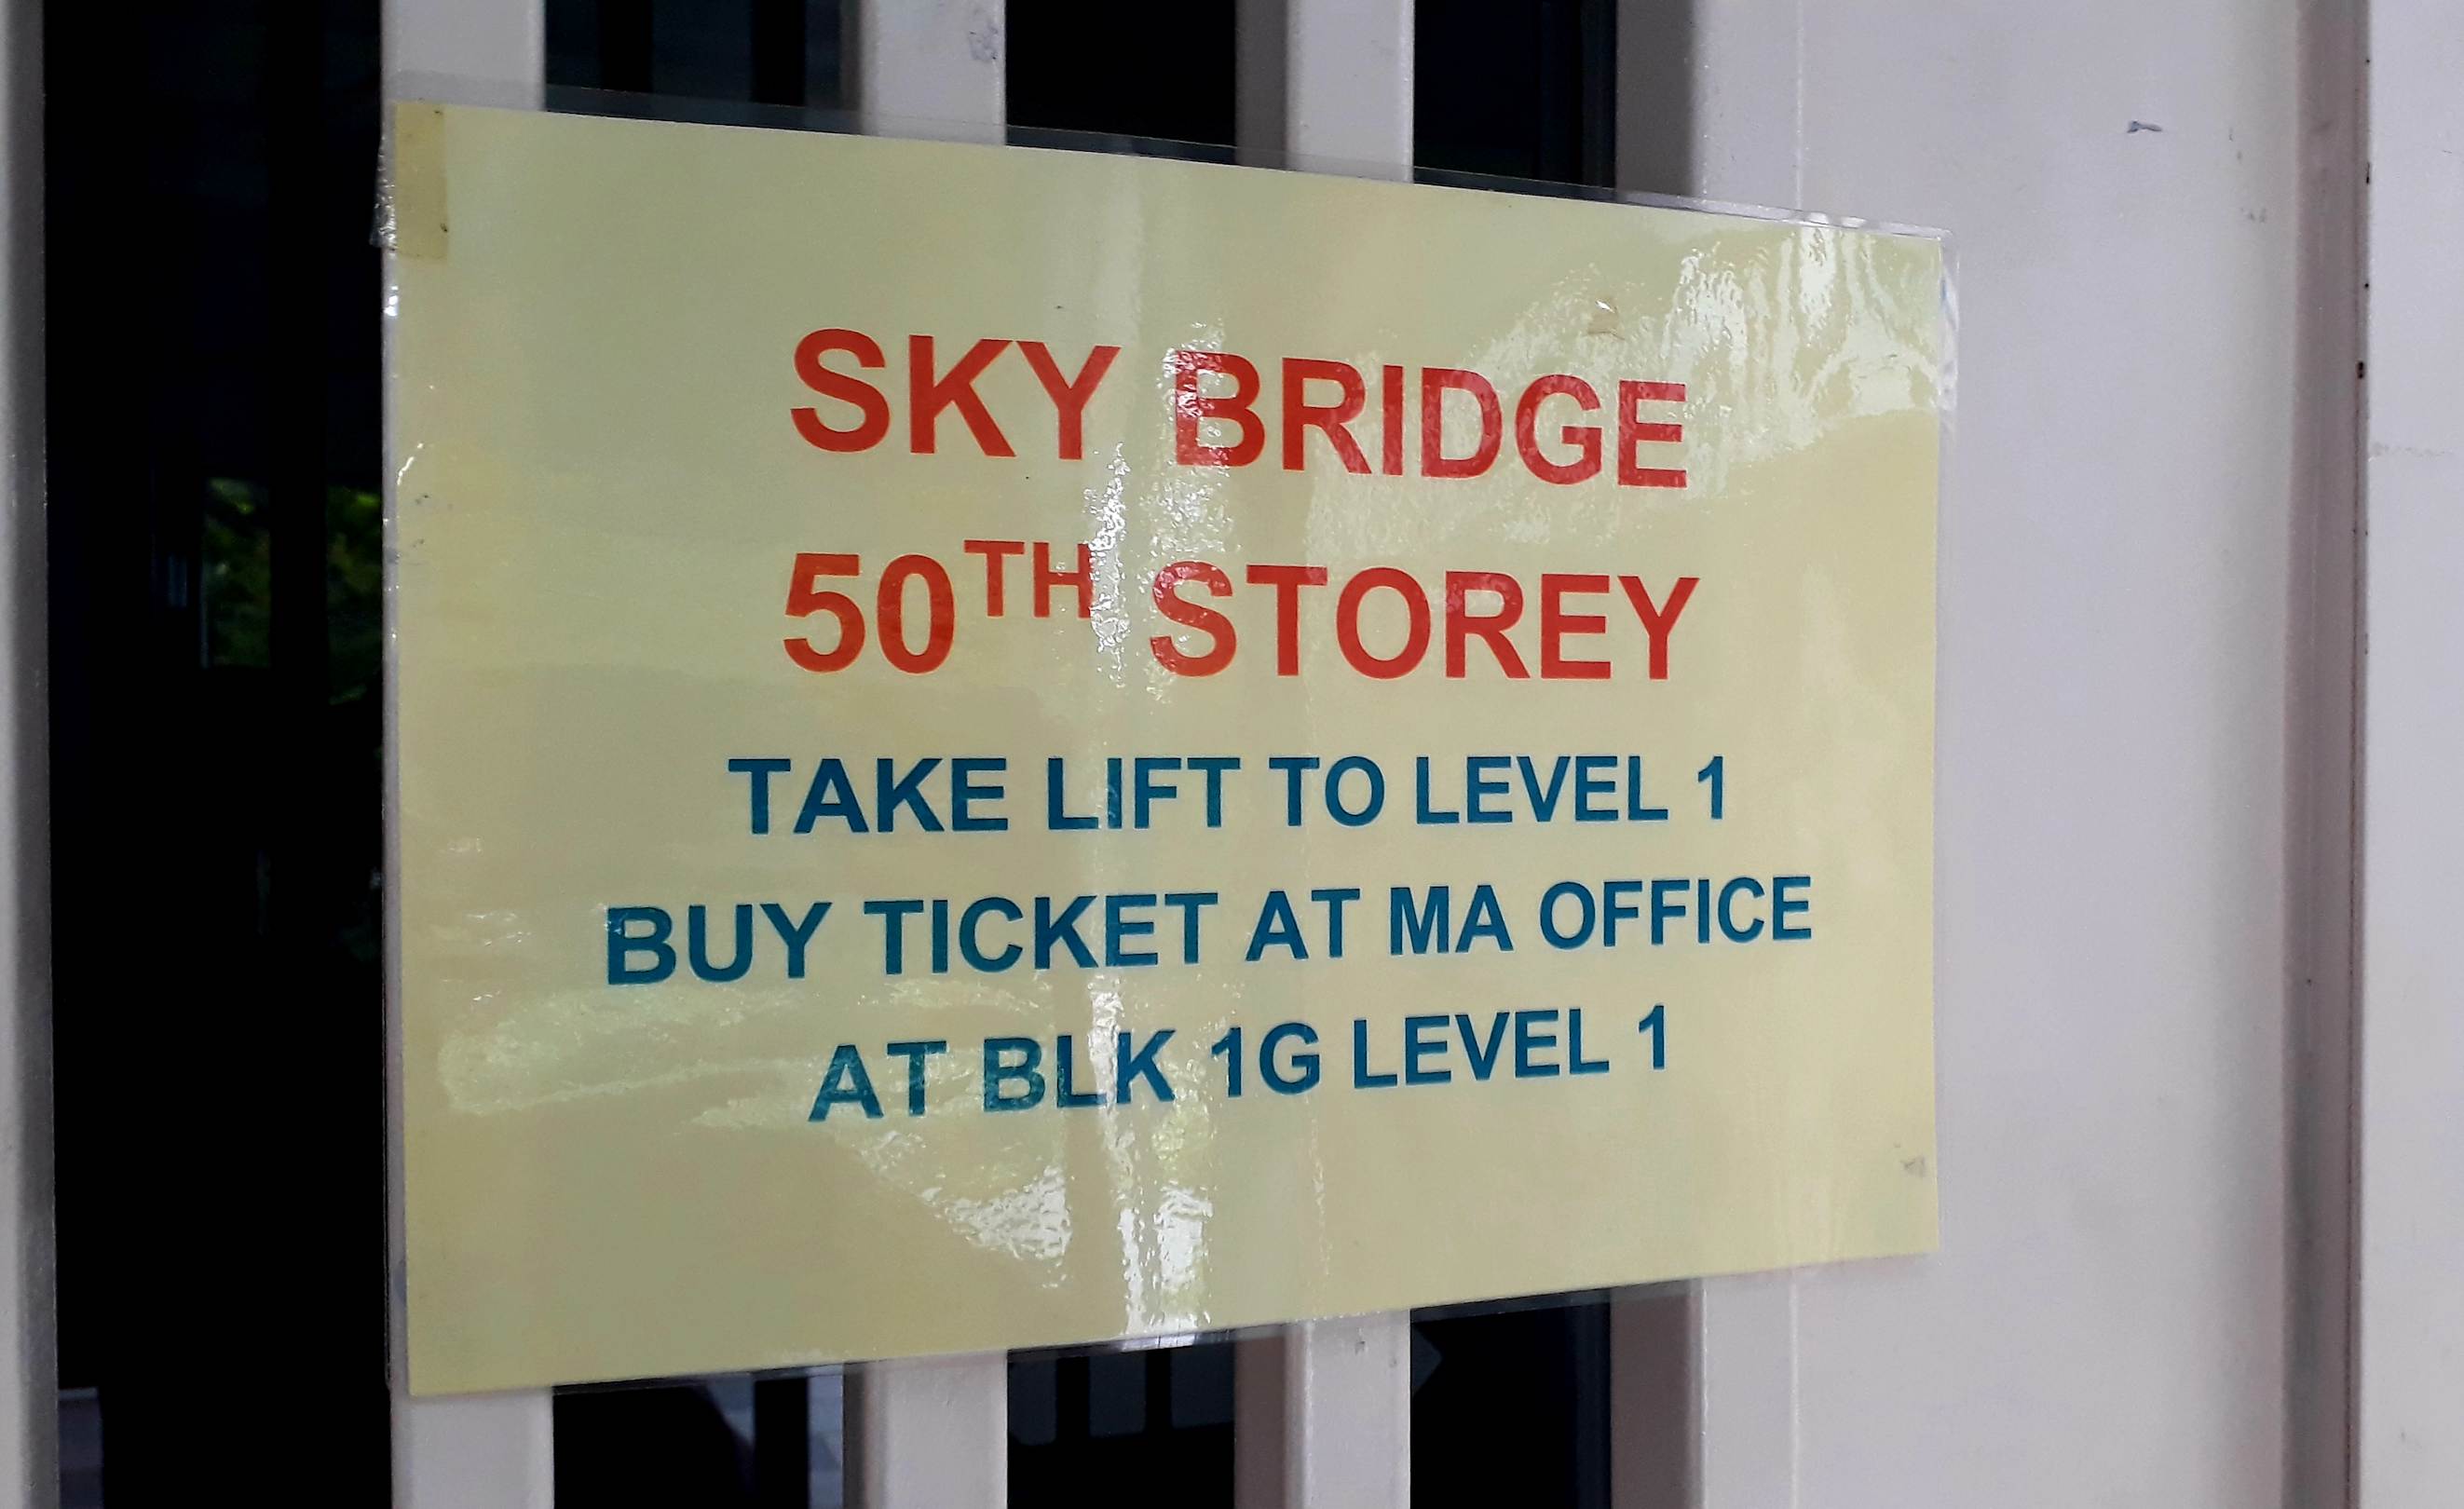 SKY BRIDGE
50TH STOREY
TAKE LIFT TO LEVEL 1
BUY TICKET AT MA OFFICE
AT BLK 1G LEVEL 1